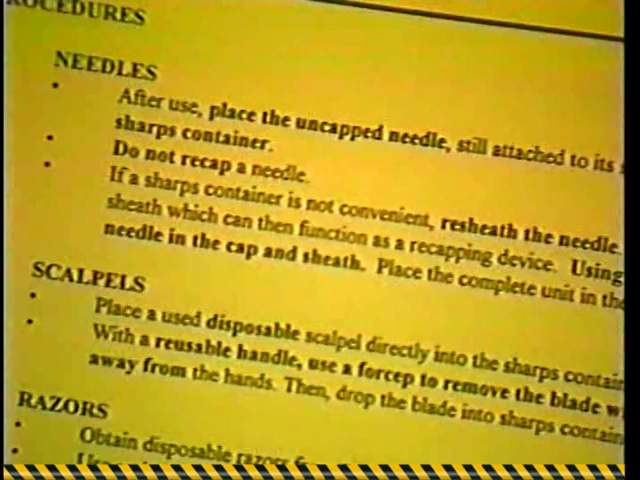 PROCEDURES
NEEDLES
After use, place the uncapped needle, still attached to its
sharps container.
Do not recap a needle.
If a sharps container is not convenient, resheath the needle.
sheath which can then function as a recapping device. Using
needle in the cap and sheath. Place the complete unit in the
SCALPELS
Place a used disposable scalpel directly into the sharps
With a reusable handle, use a forcep to remove the blade
away from the hands. Then, drop the blade into sharps
RAZORS
Obtain disposable razors